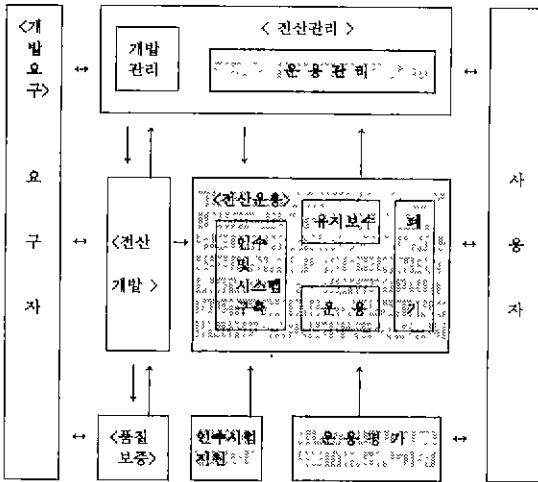 <개
발
요
구>
요
구
자
< 전산관리 >
개발
관리
운 용 관 리
<전산
개발 >
<전산운용>
인수
및
시스템
구축
유지보수
운 용
폐
기
<품질
보증>
인수시험
지원
운 용 평 가
사
용
자